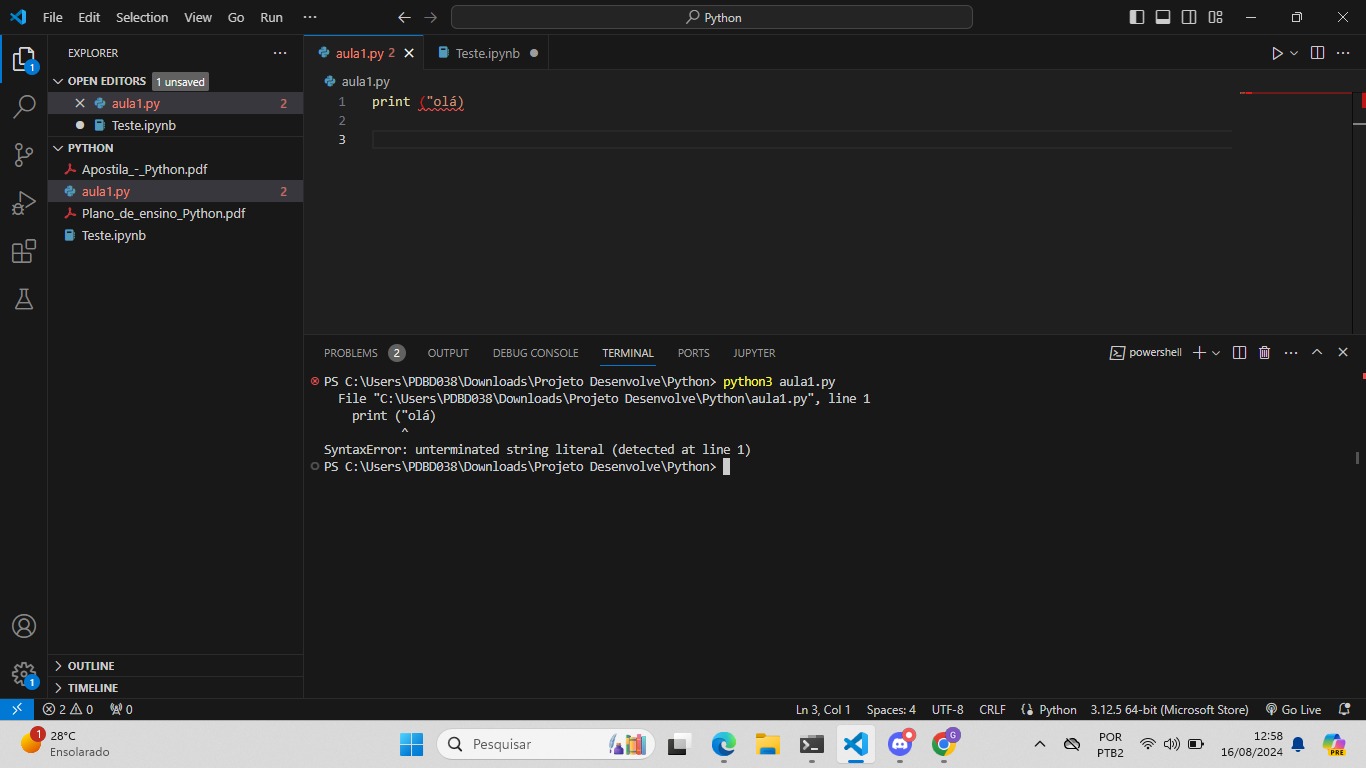 File Edit Selection View Go Run ···
Python
EXPLORER ···
OPEN EDITORS 1 unsaved
aula1.py 2
Teste.ipynb
PYTHON
Apostila_-_Python.pdf
aula1.py 2
Plano_de_ensino_Python.pdf
Teste.ipynb
OUTLINE
TIMELINE
1
1
aula1.py 2
Teste.ipynb
aula1.py
1 print ("olá)
2
3
PROBLEMS 2 OUTPUT DEBUG CONSOLE TERMINAL PORTS JUPYTER
powershell
PS C:\Users\PDBD038\Downloads\Projeto Desenvolve\Python> python3 aula1.py
File "C:\Users\PDBD038\Downloads\Projeto Desenvolve\Python\aula1.py", line 1
print ("olá)
^
SyntaxError: unterminated string literal (detected at line 1)
PS C:\Users\PDBD038\Downloads\Projeto Desenvolve\Python>
2 0 0
Ln 3, Col 1 Spaces: 4 UTF-8 CRLF Python 3.12.5 64-bit (Microsoft Store) Go Live
1
28°C
Ensolarado
Pesquisar
G
POR
PTB2
12:58
16/08/2024
PRE